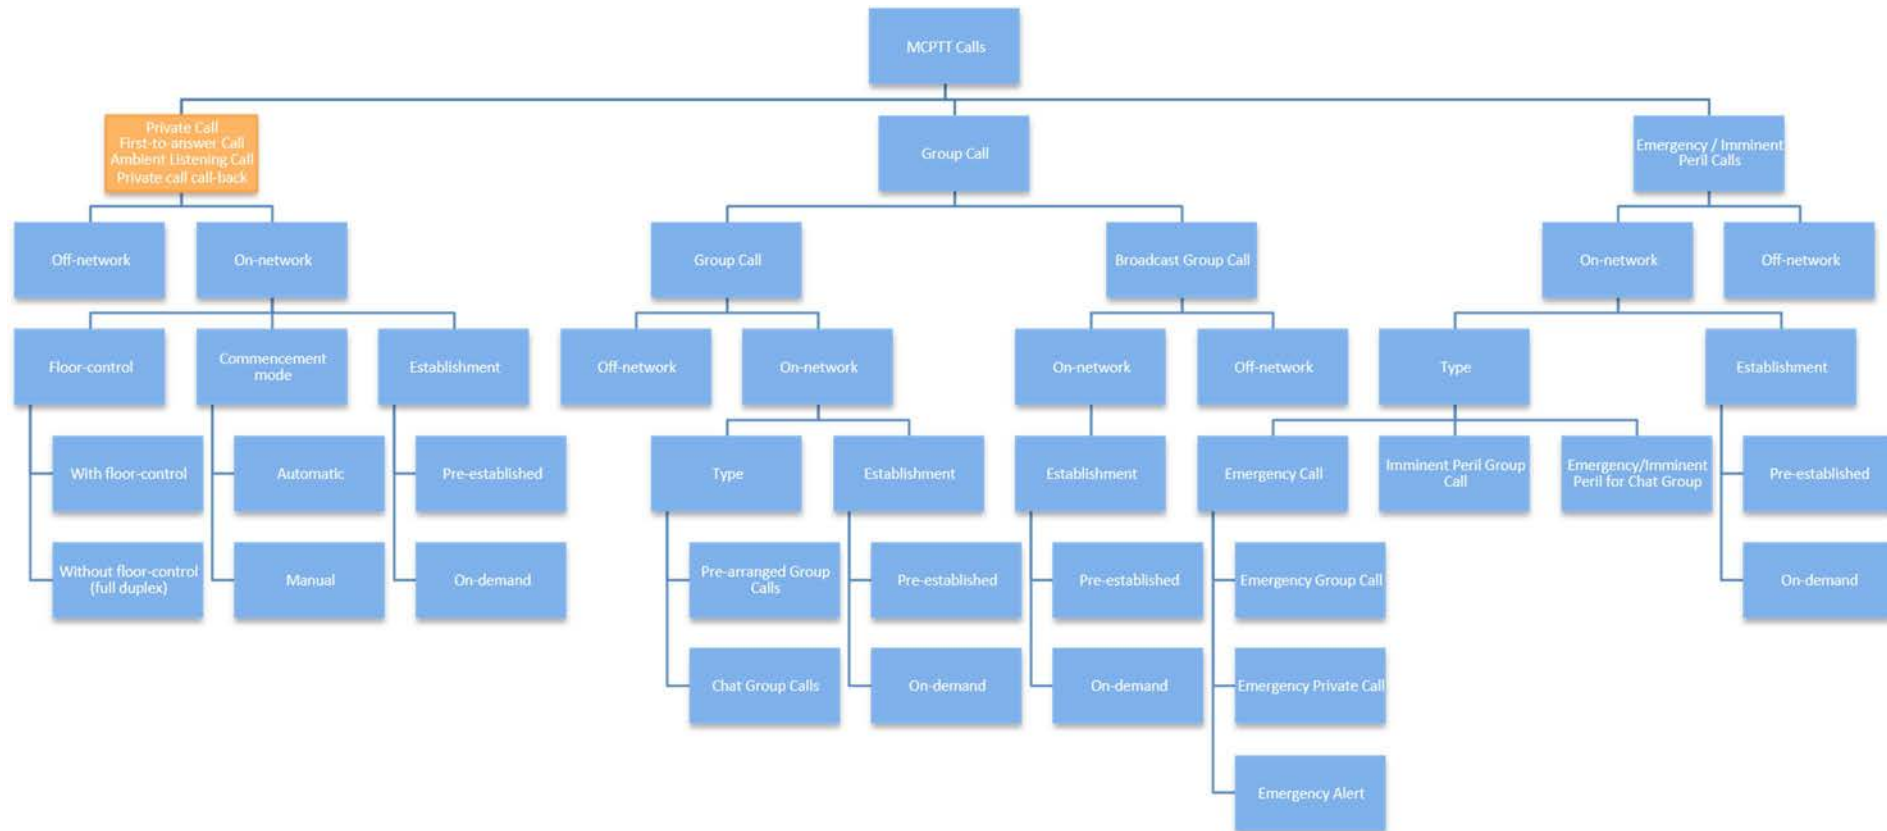 MCPTT Calls
Private Call
First-to-answer Call
Ambient Listening Call
Private call call-back
Group Call
Emergency / Imminent
Peril Calls
Off-network
On-network
Group Call
Broadcast Group Call
On-network
Off-network
Floor-control
Commencement
mode
Establishment
Off-network
On-network
On-network
Off-network
Type
Establishment
With floor-control
Automatic
Pre-established
Type
Establishment
Establishment
Emergency Call
Imminent Peril Group
Call
Emergency/Imminent
Peril for Chat Group
Pre-established
Without floor-control
(full duplex)
Manual
On-demand
Pre-arranged Group
Calls
Pre-established
Pre-established
Emergency Group Call
On-demand
Chat Group Calls
On-demand
On-demand
Emergency Private Call
Emergency Alert